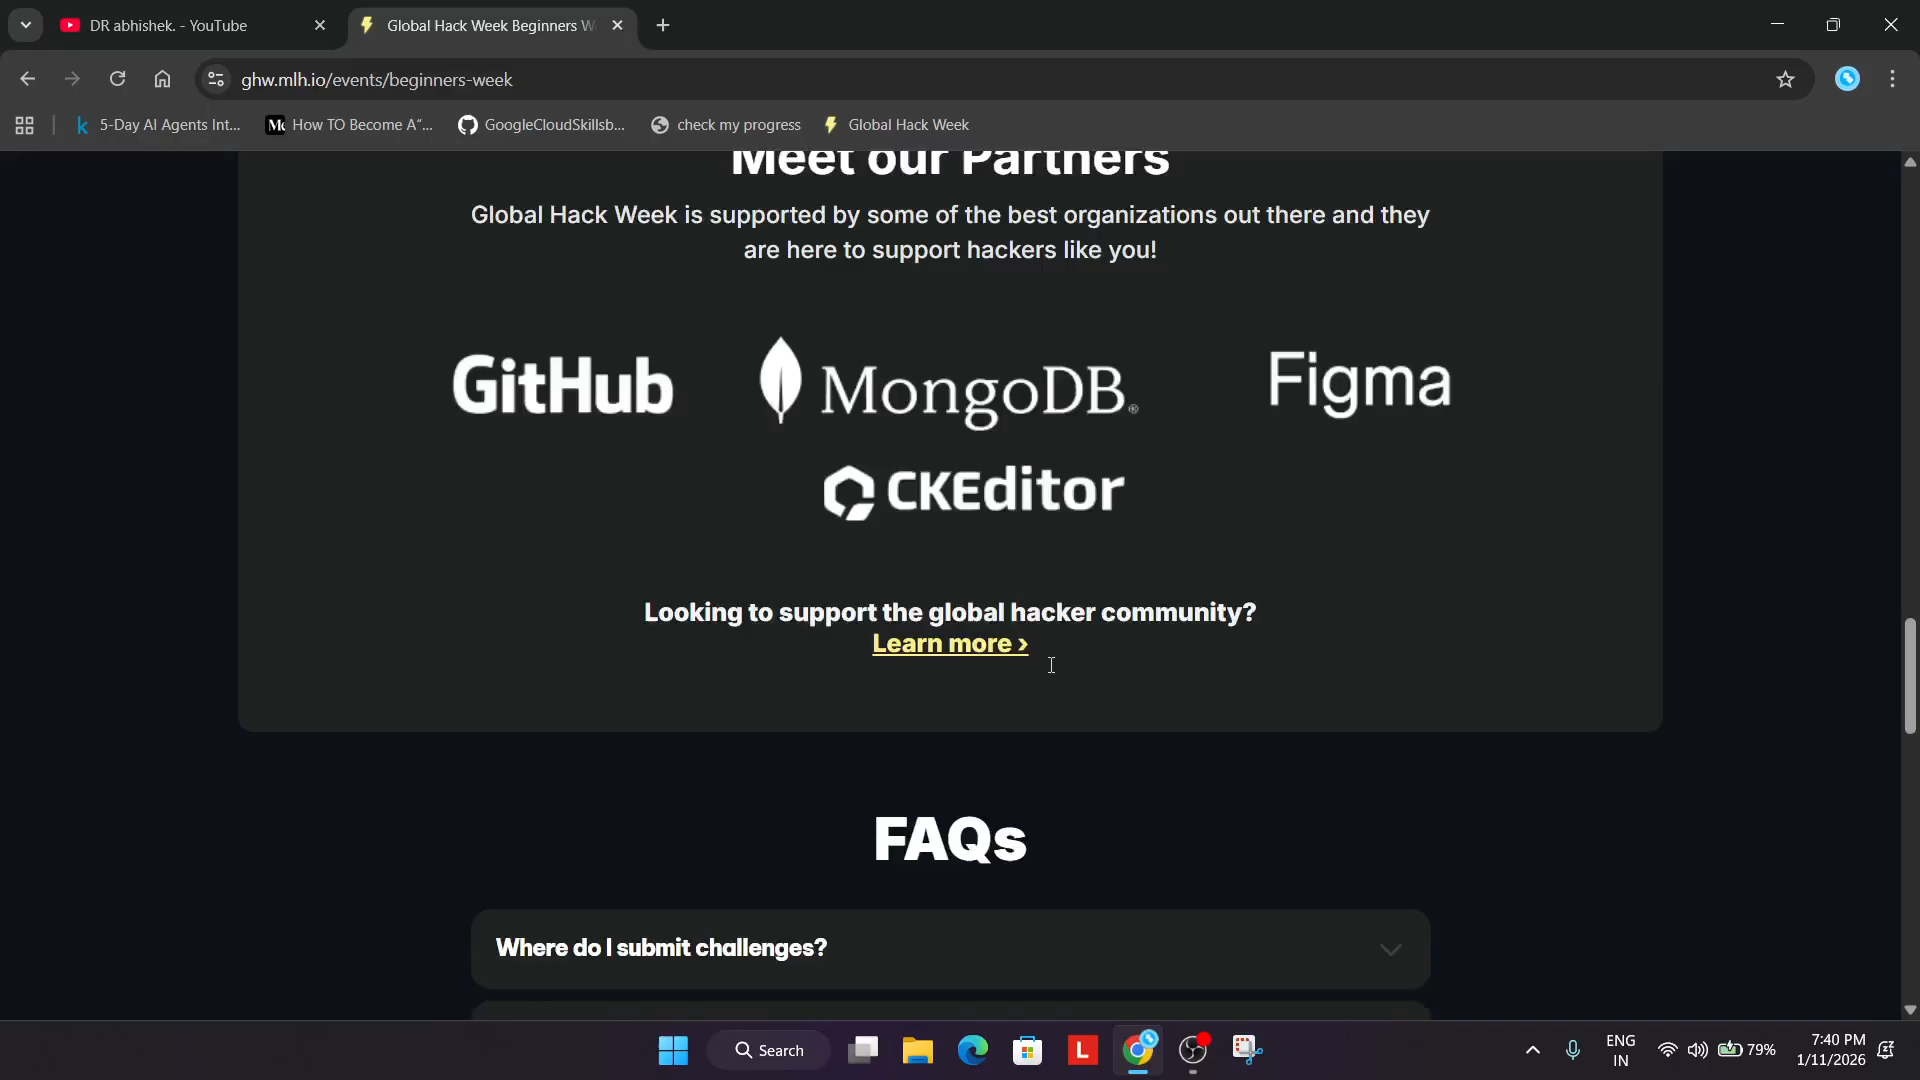 DR abhishek. - YouTube
Global Hack Week Beginners W
ghw.mlh.io/events/beginners-week
5-Day AI Agents Int...
How TO Become A"...
GoogleCloudSkillsb...
check my progress
Global Hack Week
Meet our Partners
Global Hack Week is supported by some of the best organizations out there and they
are here to support hackers like you!
GitHub
MongoDB®
Figma
CKEditor
Looking to support the global hacker community?
Learn more ›
FAQs
Where do I submit challenges?
Search
L
ENG
IN
79%
7:40 PM
1/11/2026